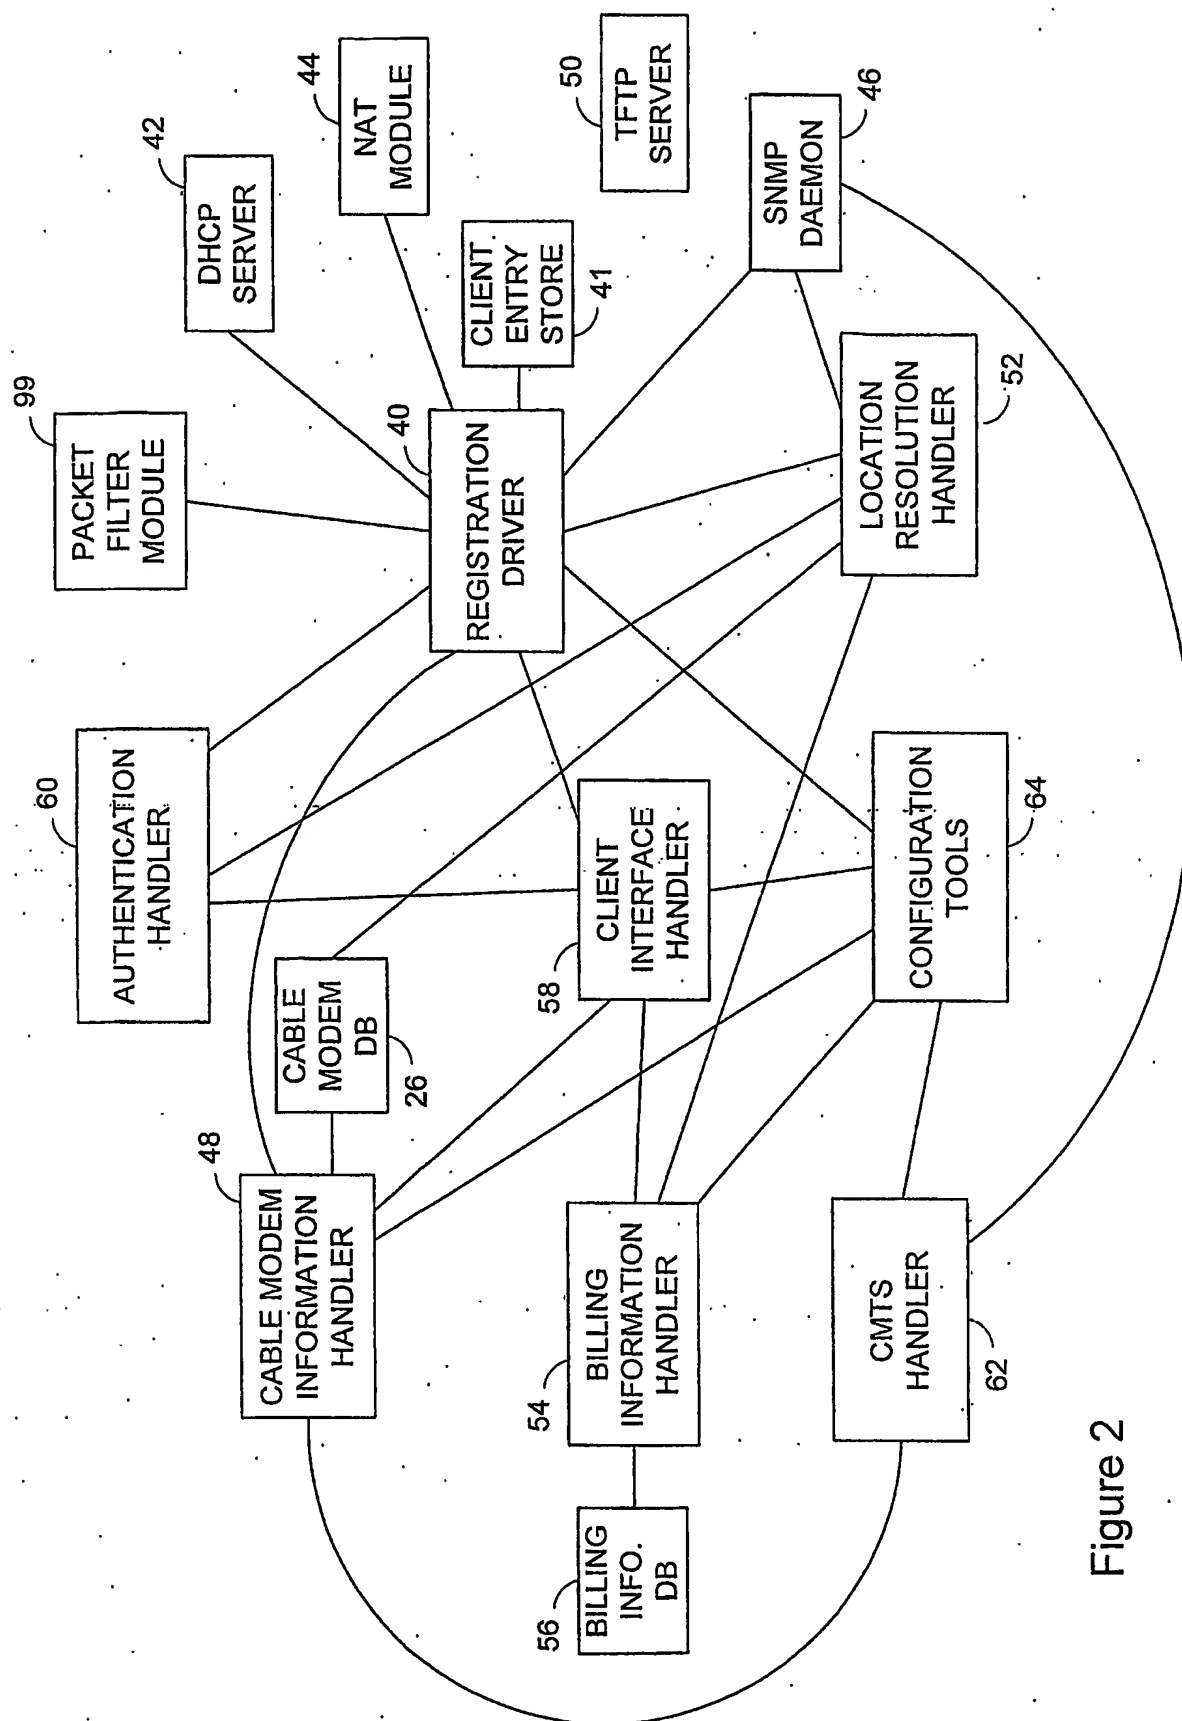 60
AUTHENTICATION
HANDLER
99
PACKET
FILTER
MODULE
42
DHCP
SERVER
44
NAT
MODULE
48
CABLE MODEM
INFORMATION
HANDLER
CABLE
MODEM
DB
26
40
REGISTRATION
DRIVER
CLIENT
ENTRY
STORE
41
50
TFTP
SERVER
56
BILLING
INFO.
DB
54
BILLING
INFORMATION
HANDLER
58
CLIENT
INTERFACE
HANDLER
SNMP
DAEMON
46
CMTS
HANDLER
62
CONFIGURATION
TOOLS
64
LOCATION
RESOLUTION
HANDLER
52
Figure 2